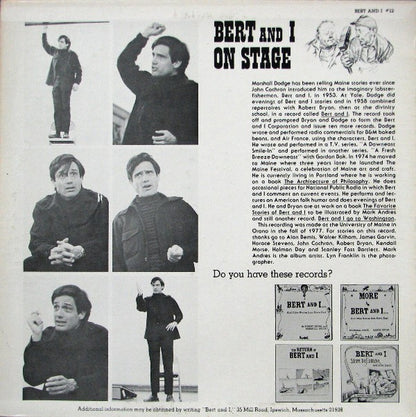 BERT AND I #12
BERT AND I
ON STAGE
Marshall Dodge has been telling Maine stories ever since
John Cochran introduced him to the imaginary lobster-
fisherman, Bert and I, in 1953. At Yale, Dodge did
evenings of Bert and I stories and in 1958 combined
repertoires with Robert Bryan, then at the divinity
school, in a record called Bert and I. The record took
off and prompted Bryan and Dodge to form the Bert
and I Corporation and issue ten more records. Dodge
wrote and performed radio commercials for B&M baked
beans, and Air France, using the characters, Bert and I.
He wrote and performed in a T.V. series, "A Downeast
Smile-In" and performed in another series, "A Fresh
Breeze Downeast" with Gordon Bok. In 1974 he moved
to Maine where three years later he launched The
Maine Festival, a celebration of Maine art and craft.
He is currently living in Portland where he is working
on a book The Architecture of Philosophy. He does
occasional pieces for National Public Radio in which Bert
and I comment on current events. He performs and lec-
tures on American folk humor and does evenings of Bert
and I. He and Bryan are at work on a book The Favorite
Stories of Bert and I to be illustrated by Mark Andres
and still another record, Bert and I go to Washington.
This recording was made at the University of Maine in
Orono in the fall of 1977. For stories on this record,
thanks go to Alan Bemis, Walter Kilham, James Garvin,
Horace Stevens, John Cochran, Robert Bryan, Kendall
Morse, Holman Day and Stanley Foss Bartlett. Mark
Andres is the album artist. Lyn Franklin is the photo-
grapher.
Do you have these records?
BERT and I...
MORE
BERT and I...
The RETURN of
BERT and I
BERT and I
Additional information may be obtained by writing "Bert and I," 35 Mill Road, Ipswich, Massachusetts 01938